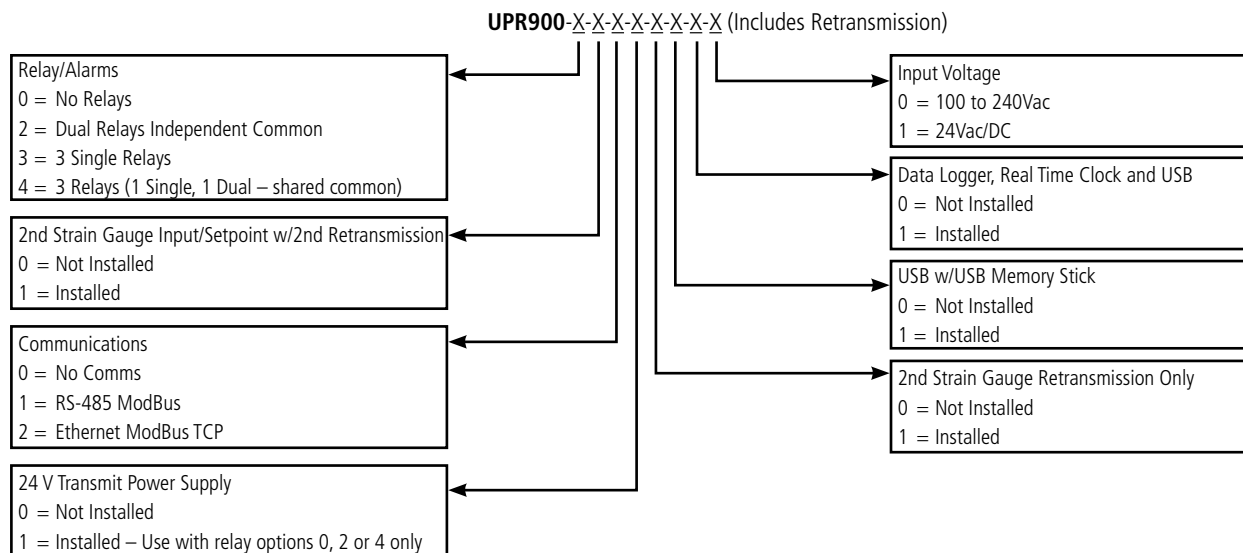 UPR900-X-X-X-X-X-X-X-X (Includes Retransmission)
Relay/Alarms
0 = No Relays
2 = Dual Relays Independent Common
3 = 3 Single Relays
4 = 3 Relays (1 Single, 1 Dual – shared common)
2nd Strain Gauge Input/Setpoint w/2nd Retransmission
0 = Not Installed
1 = Installed
Communications
0 = No Comms
1 = RS-485 ModBus
2 = Ethernet ModBus TCP
24 V Transmit Power Supply
0 = Not Installed
1 = Installed – Use with relay options 0, 2 or 4 only
Input Voltage
0 = 100 to 240Vac
1 = 24Vac/DC
Data Logger, Real Time Clock and USB
0 = Not Installed
1 = Installed
USB w/USB Memory Stick
0 = Not Installed
1 = Installed
2nd Strain Gauge Retransmission Only
0 = Not Installed
1 = Installed